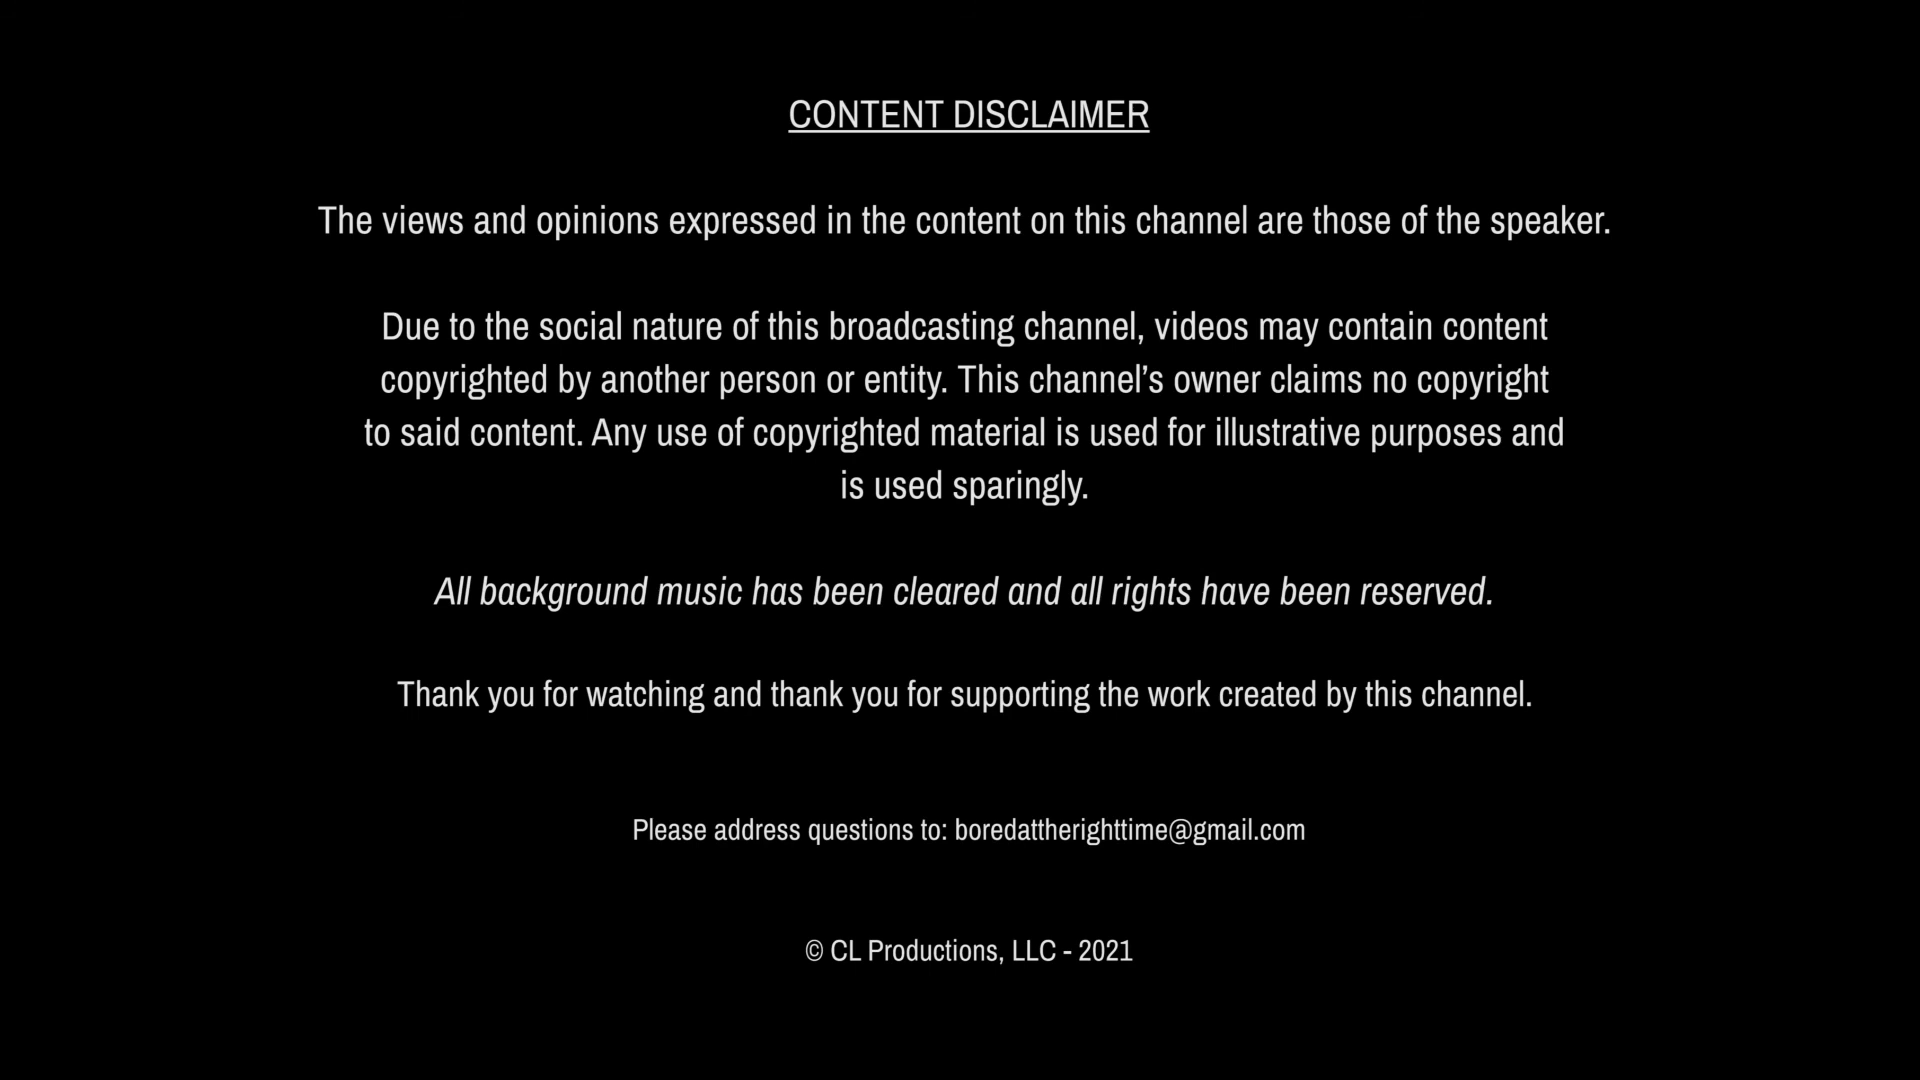 CONTENT DISCLAIMER
The views and opinions expressed in the content on this channel are those of the speaker.
Due to the social nature of this broadcasting channel, videos may contain content
copyrighted by another person or entity. This channel’s owner claims no copyright
to said content. Any use of copyrighted material is used for illustrative purposes and
is used sparingly.
All background music has been cleared and all rights have been reserved.
Thank you for watching and thank you for supporting the work created by this channel.
Please address questions to: boredattherighttime@gmail.com
© CL Productions, LLC - 2021